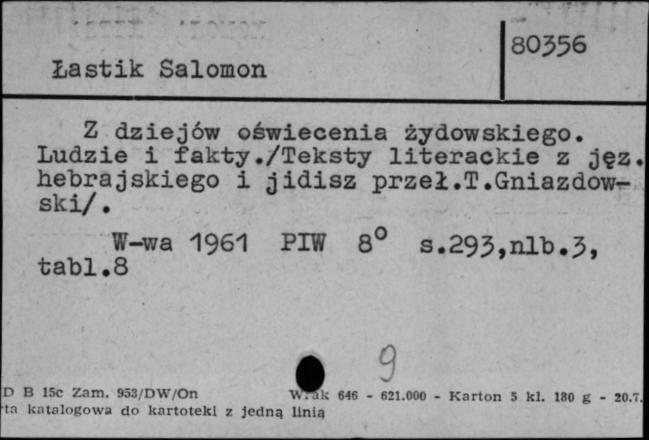 80356
Łastik Salomon
Z dziejów oświecenia żydowskiego.
Ludzie i fakty./Teksty literackie z jęz.
hebrajskiego i jidisz przeł.T.Gniazdow-
ski/.
W-wa 1961 PIW 8° s.293,nlb.3,
tabl.8
9
D B 15c Zam. 953/DW/On 646 - 621.000 - Karton 5 kl. 180 g - 20.7.
ta katalogowa do kartoteki z jedną linią